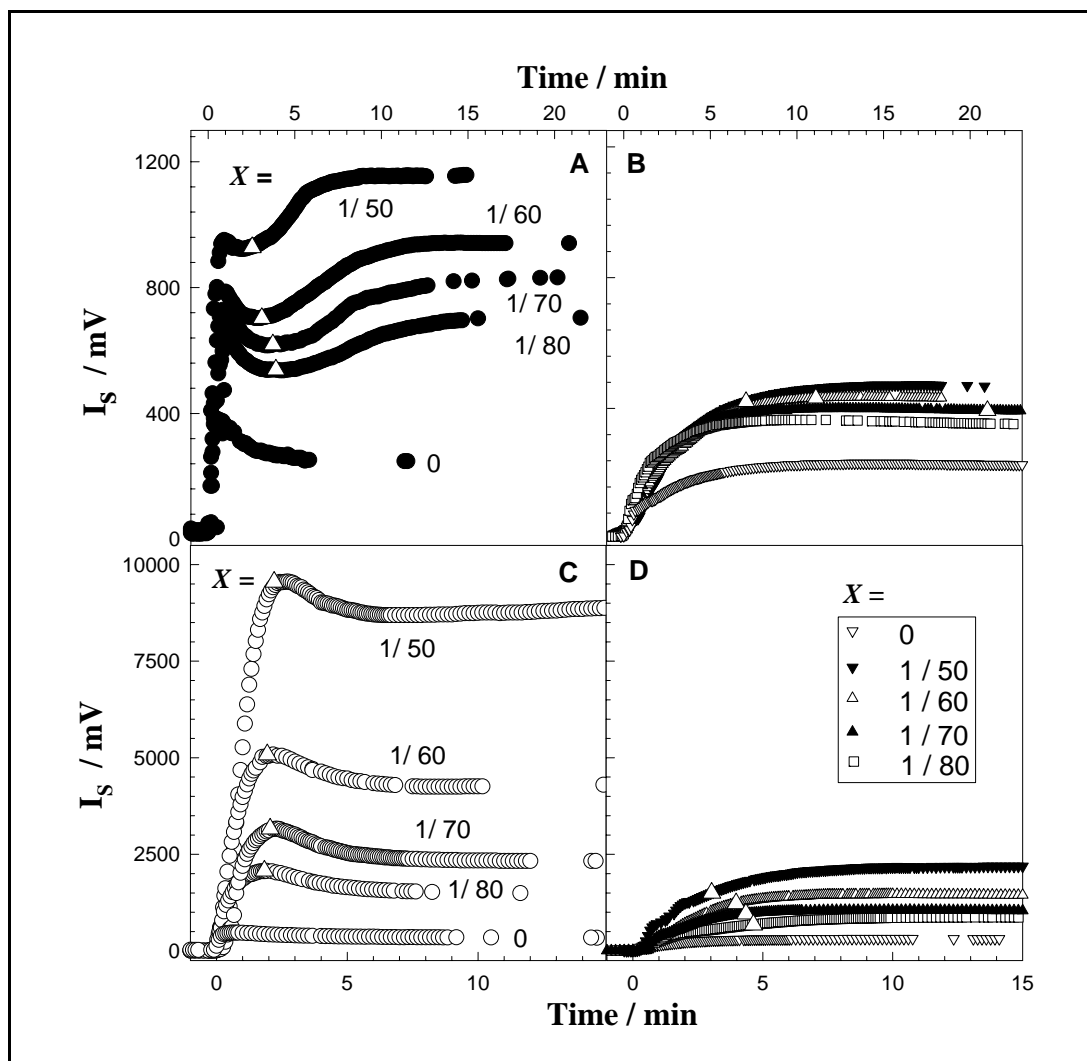 Time / min
0 5 10 15 20
0 5 10 15 20
1200
800
400
0
I_S / mV
X =
A
1/ 50
1/ 60
1/ 70
1/ 80
0
B
10000
7500
5000
2500
0
I_S / mV
X =
C
1/ 50
1/ 60
1/ 70
1/ 80
0
D
X =
0
1 / 50
1 / 60
1 / 70
1 / 80
0 5 10
0 5 10 15
Time / min